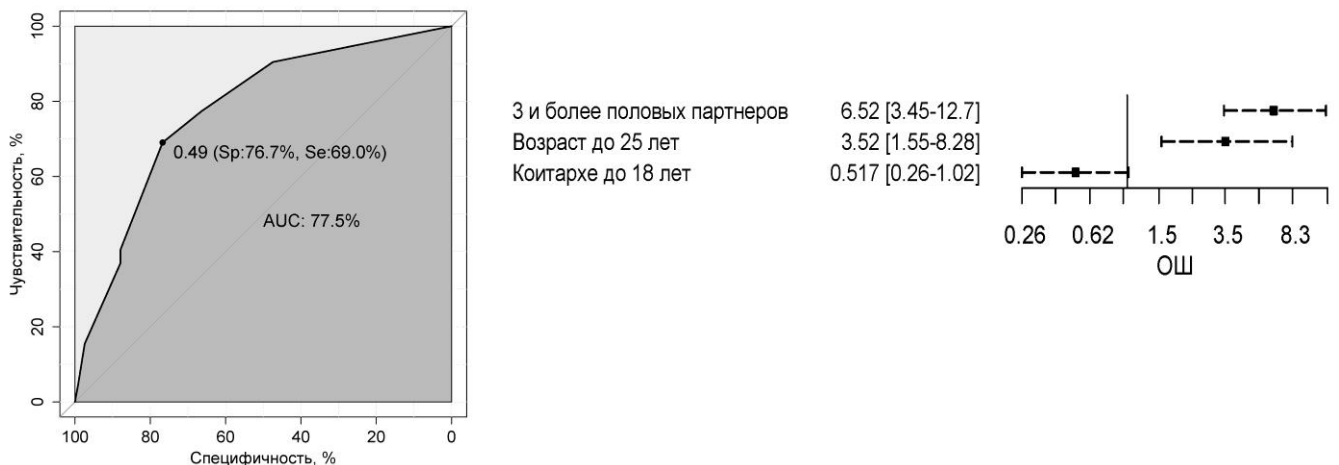 100
80
60
40
20
0
Чувствительность, %
0.49 (Sp:76.7%, Se:69.0%)
AUC: 77.5%
100 80 60 40 20 0
Специфичность, %
3 и более половых партнеров 6.52 [3.45-12.7]
Возраст до 25 лет 3.52 [1.55-8.28]
Коитархе до 18 лет 0.517 [0.26-1.02]
0.26 0.62 1.5 3.5 8.3
ОШ